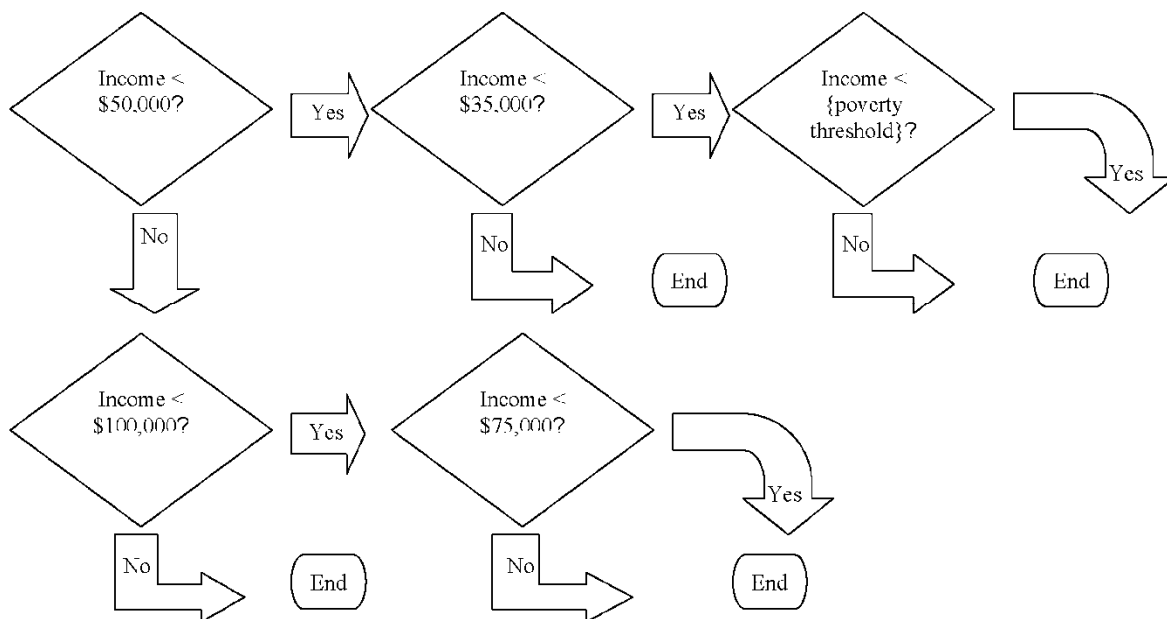 Income <
$50,000?
Yes
Income <
$35,000?
Yes
Income <
{poverty
threshold}?
Yes
No
No
End
No
End
Income <
$100,000?
Yes
Income <
$75,000?
Yes
No
End
No
End